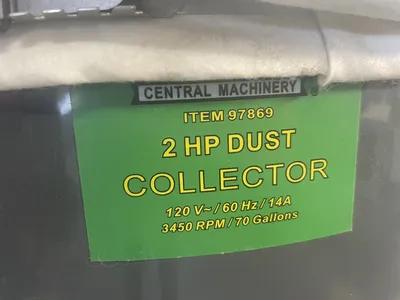 CENTRAL MACHINERY
ITEM 97869
2 HP DUST
COLLECTOR
120 V~ / 60 Hz / 14A
3450 RPM / 70 Gallons